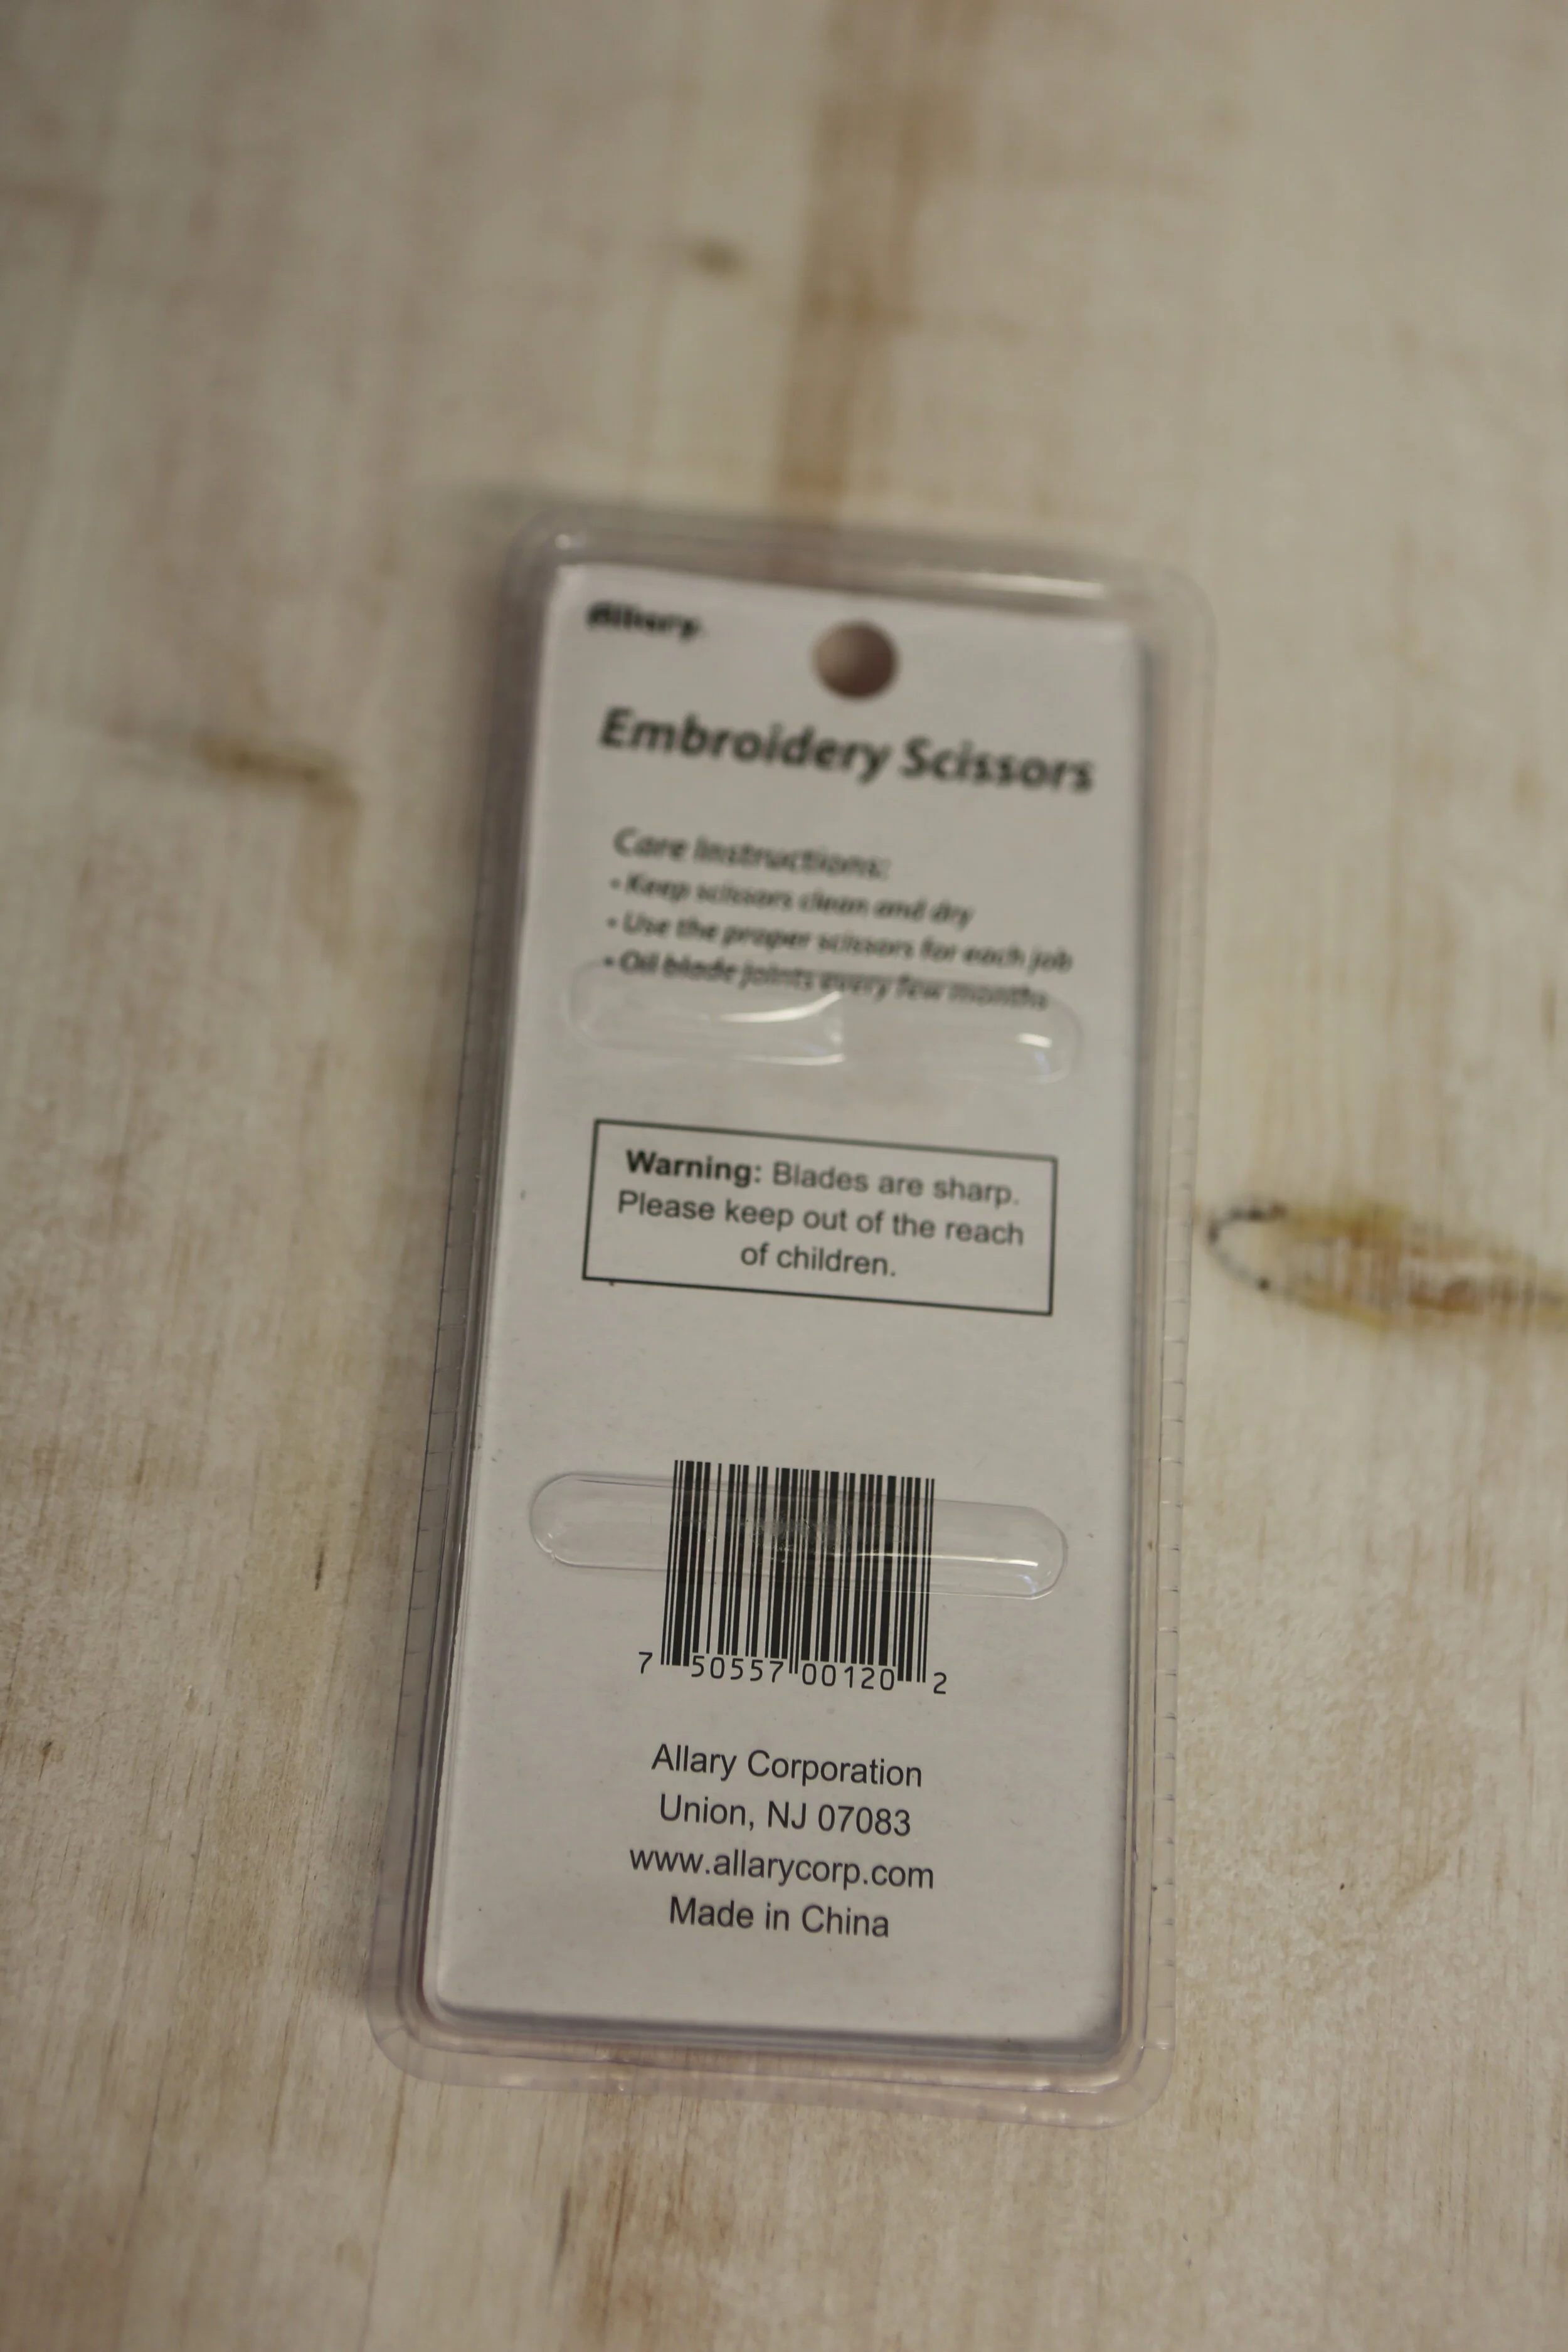 allary.
Embroidery Scissors
Care Instructions:
• Keep scissors clean and dry
• Use the proper scissors for each job
• Oil blade joints every few months
Warning: Blades are sharp.
Please keep out of the reach
of children.
7 50557 00120 2
Allary Corporation
Union, NJ 07083
www.allarycorp.com
Made in China